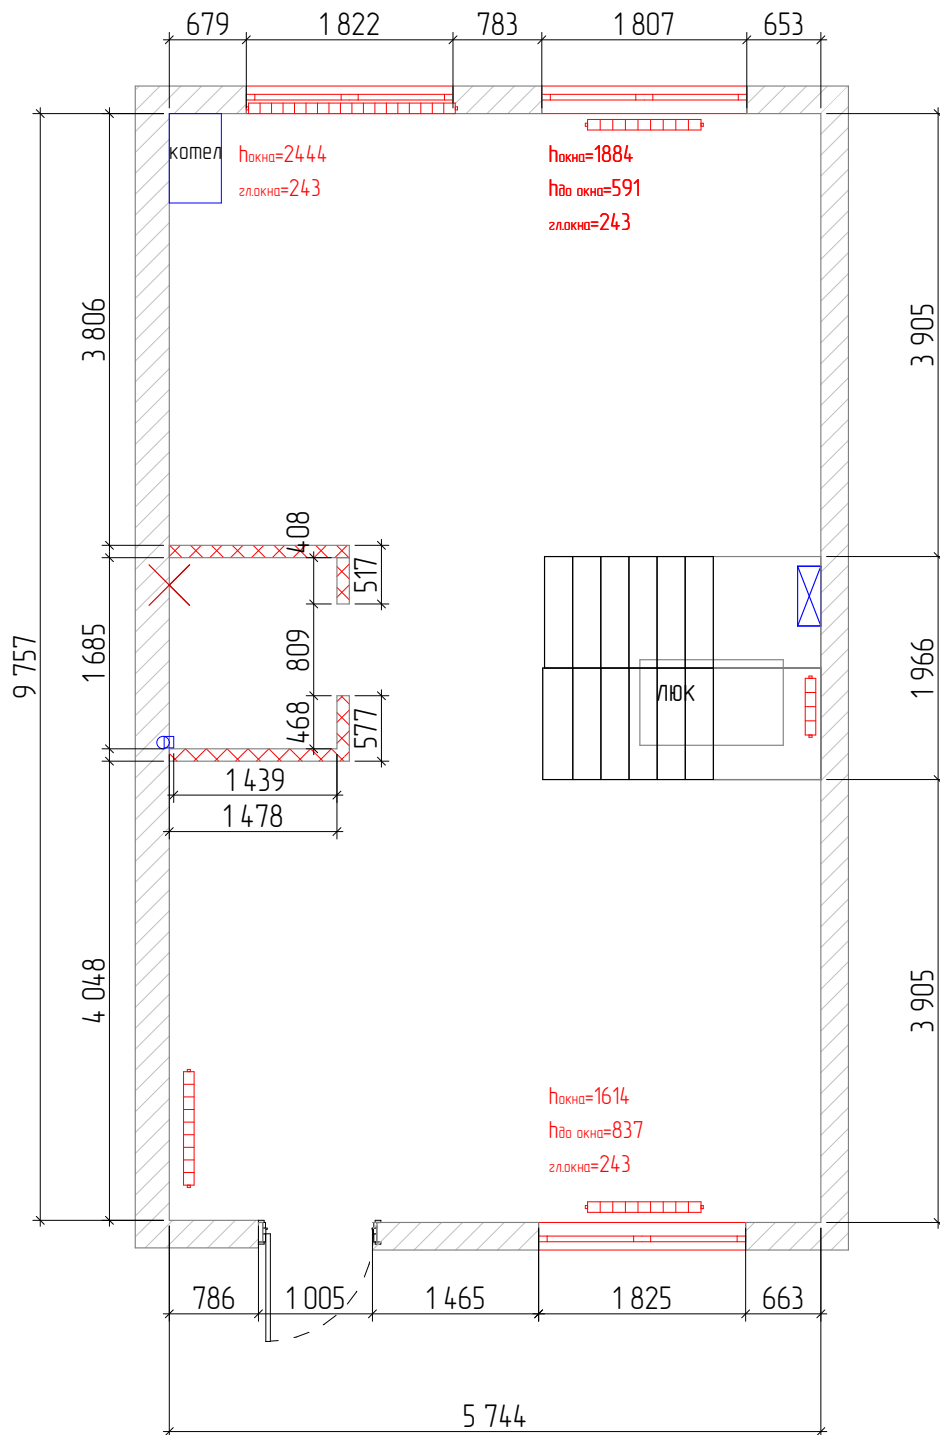 679 1 822 783 1 807 653
котел
hокна=2444
гл.окна=243
hокна=1884
hдо окна=591
гл.окна=243
3 806
3 905
408
517
9 757
1 685
809
468
577
1 966
люк
1 439
1 478
4 048
3 905
hокна=1614
hдо окна=837
гл.окна=243
786 1 005 1 465 1 825 663
5 744